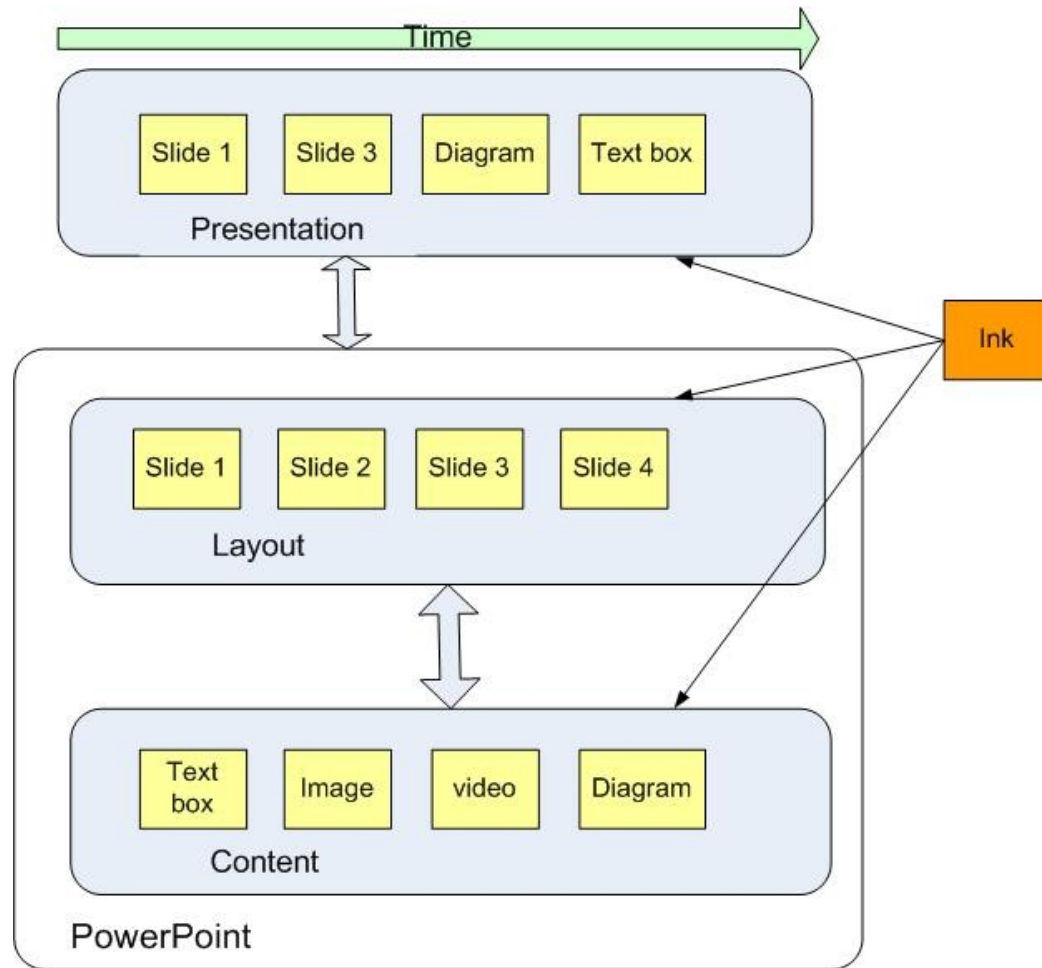 Time
Slide 1
Slide 3
Diagram
Text box
Presentation
Ink
Slide 1
Slide 2
Slide 3
Slide 4
Layout
Text
box
Image
video
Diagram
Content
PowerPoint